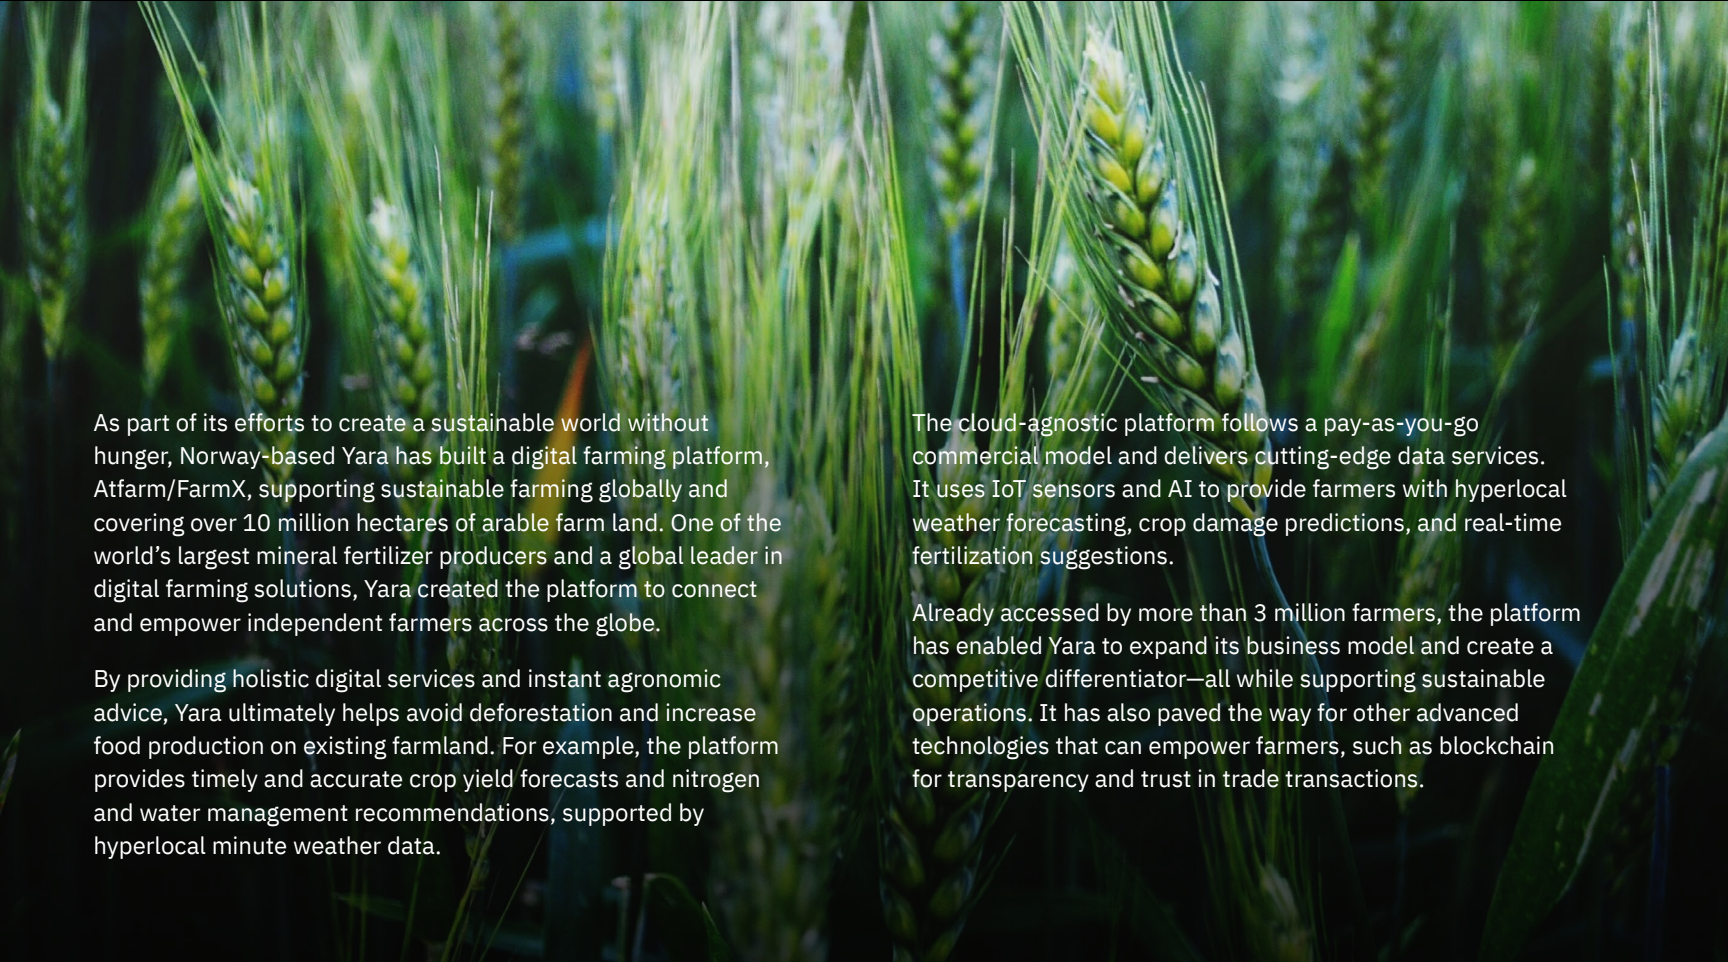 As part of its efforts to create a sustainable world without
hunger, Norway-based Yara has built a digital farming platform,
Atfarm/FarmX, supporting sustainable farming globally and
covering over 10 million hectares of arable farm land. One of the
world’s largest mineral fertilizer producers and a global leader in
digital farming solutions, Yara created the platform to connect
and empower independent farmers across the globe.
By providing holistic digital services and instant agronomic
advice, Yara ultimately helps avoid deforestation and increase
food production on existing farmland. For example, the platform
provides timely and accurate crop yield forecasts and nitrogen
and water management recommendations, supported by
hyperlocal minute weather data.
The cloud-agnostic platform follows a pay-as-you-go
commercial model and delivers cutting-edge data services.
It uses IoT sensors and AI to provide farmers with hyperlocal
weather forecasting, crop damage predictions, and real-time
fertilization suggestions.
Already accessed by more than 3 million farmers, the platform
has enabled Yara to expand its business model and create a
competitive differentiator—all while supporting sustainable
operations. It has also paved the way for other advanced
technologies that can empower farmers, such as blockchain
for transparency and trust in trade transactions.